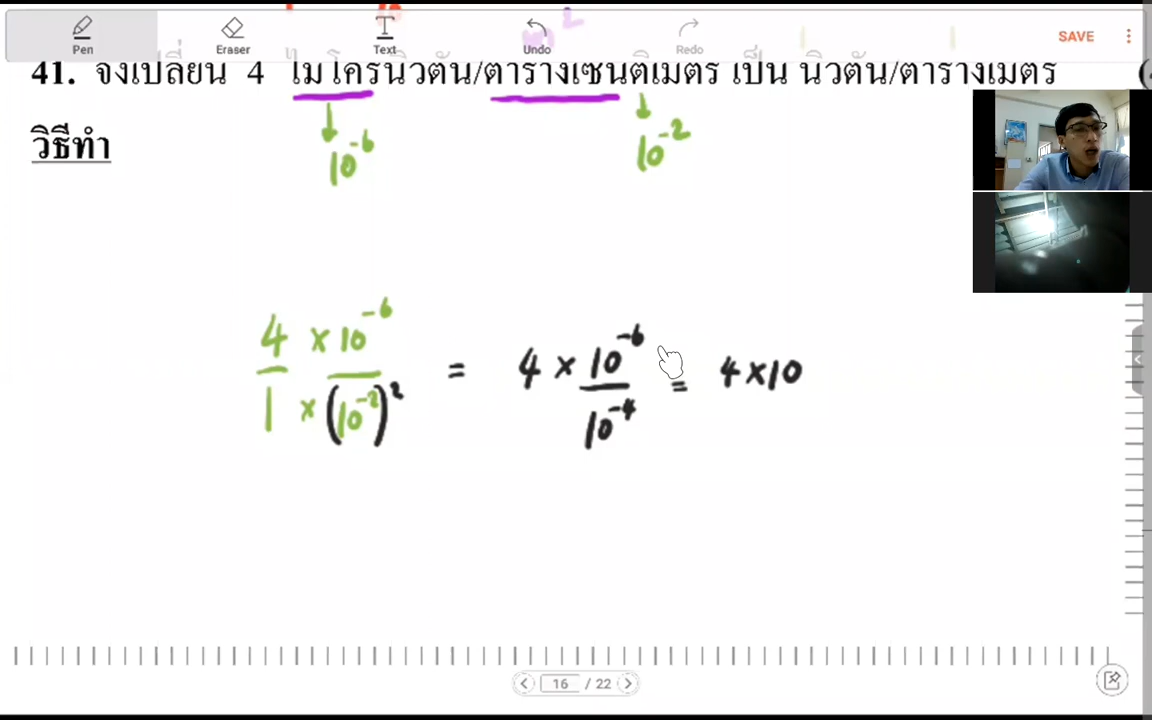 Pen Eraser Text Undo Redo SAVE
41. จงเปลี่ยน 4 ไมโครนิวตัน/ตารางเซนติเมตร เป็น นิวตัน/ตารางเมตร
วิธีทำ
10⁻⁶ 10⁻²
4 × 10⁻⁶ / 1 × (10⁻²)² = 4 × 10⁻⁶ / 10⁻⁴ = 4 × 10
16 / 22